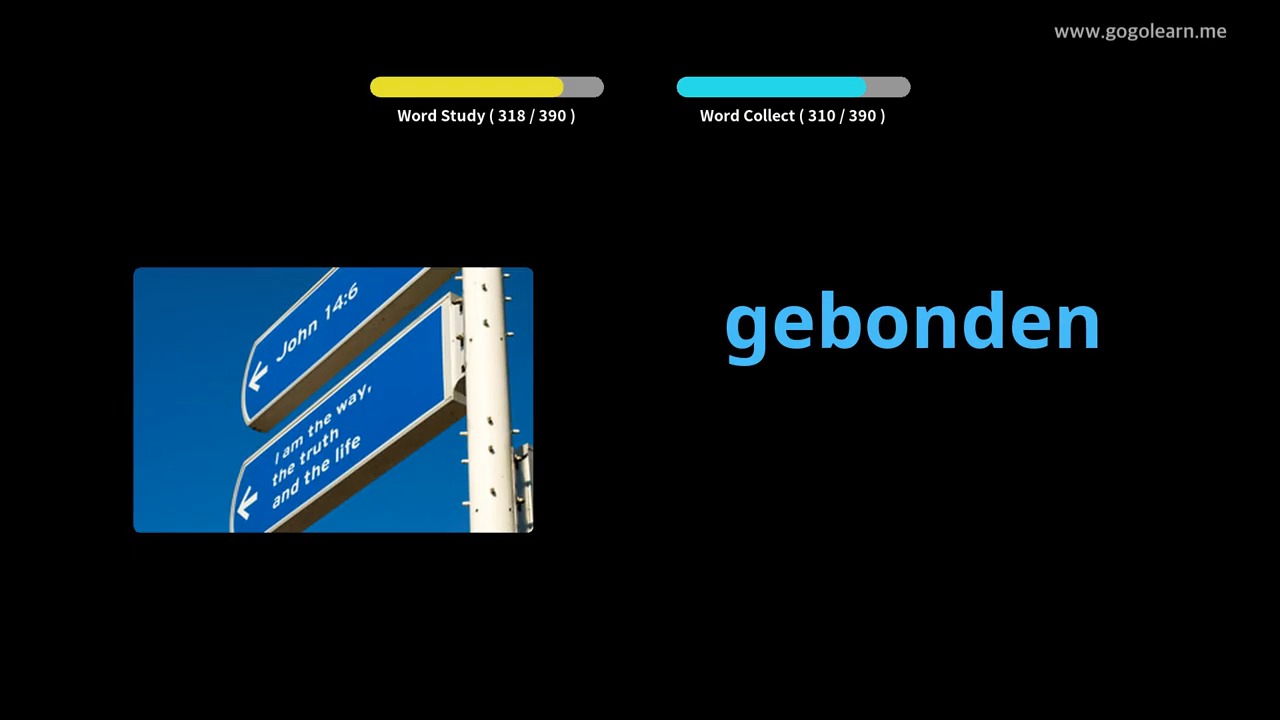 www.gogolearn.me
Word Study ( 318 / 390 )
Word Collect ( 310 / 390 )
John 14:6
I am the way,
the truth
and the life
gebonden